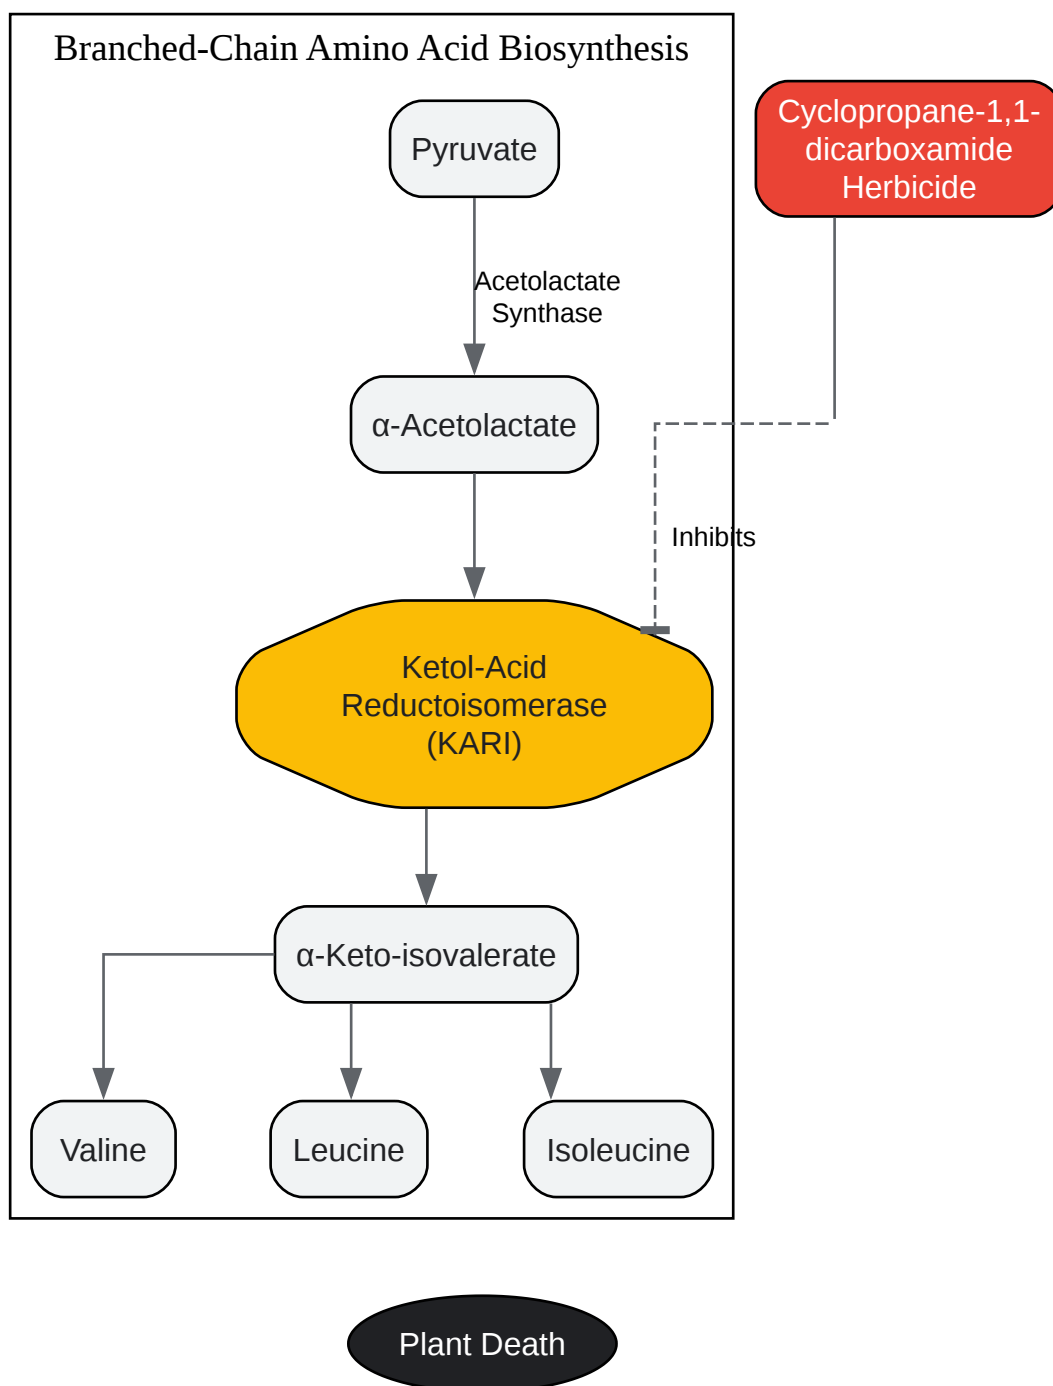 Branched-Chain Amino Acid Biosynthesis
Pyruvate
Cyclopropane-1,1-
dicarboxamide
Herbicide
Acetolactate
Synthase
α-Acetolactate
Inhibits
Ketol-Acid
Reductoisomerase
(KARI)
α-Keto-isovalerate
Valine
Leucine
Isoleucine
Plant Death